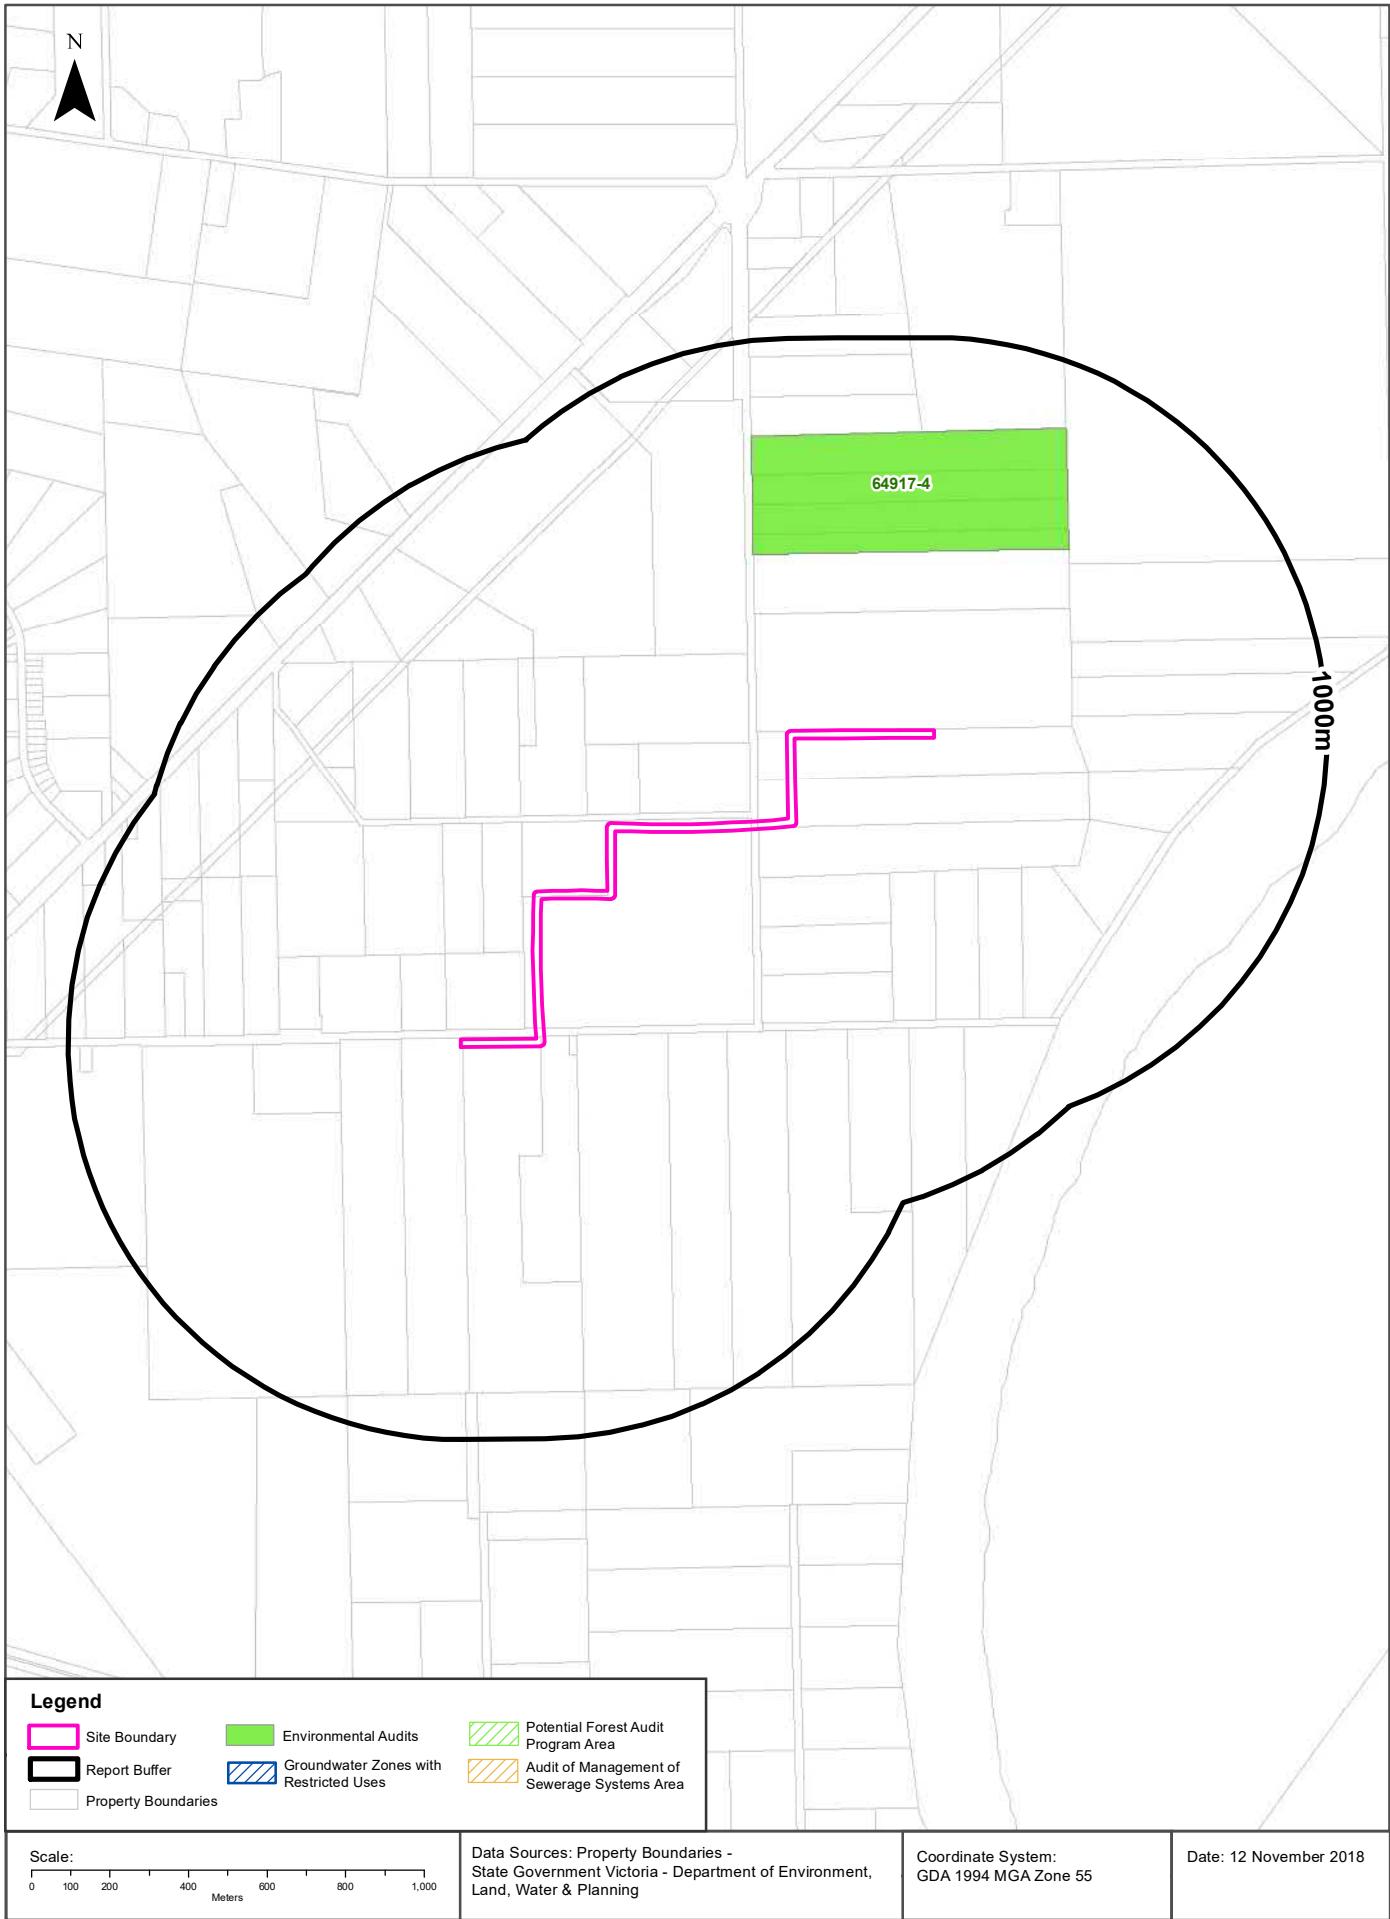 N
64917-4
1000m
Legend
Site Boundary
Environmental Audits
Potential Forest Audit
Program Area
Report Buffer
Groundwater Zones with
Restricted Uses
Audit of Management of
Sewerage Systems Area
Property Boundaries
Scale:
0 100 200 400 600 800 1,000
Meters
Data Sources: Property Boundaries -
State Government Victoria - Department of Environment,
Land, Water & Planning
Coordinate System:
GDA 1994 MGA Zone 55
Date: 12 November 2018